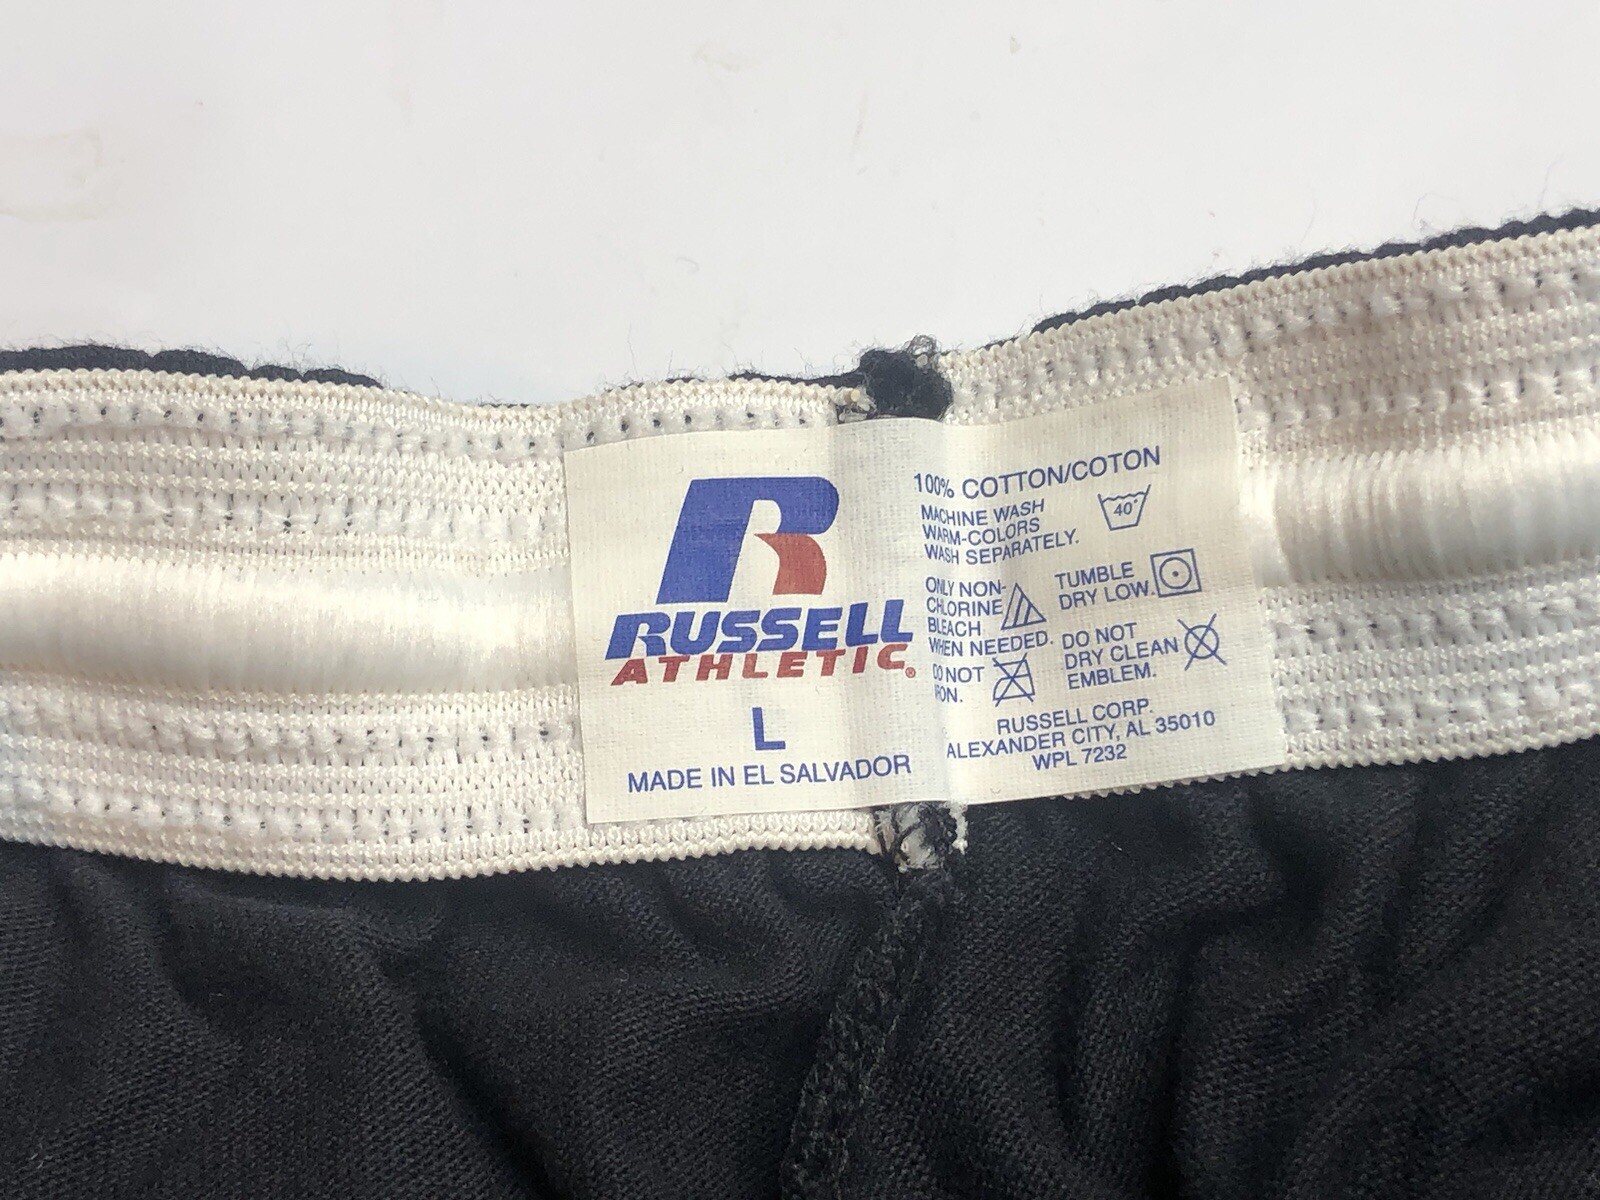 R
RUSSELL
ATHLETIC®
L
MADE IN EL SALVADOR
100% COTTON/COTON
MACHINE WASH
WARM-COLORS
WASH SEPARATELY.
40°
ONLY NON-
CHLORINE
BLEACH
WHEN NEEDED.
TUMBLE
DRY LOW.
DO NOT
IRON.
DO NOT
DRY CLEAN
EMBLEM.
RUSSELL CORP.
ALEXANDER CITY, AL 35010
WPL 7232